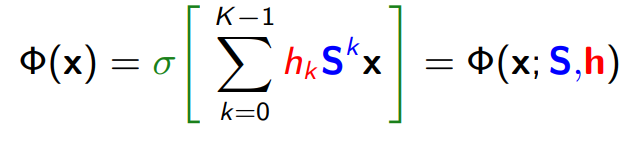 Φ(x) = σ[ ∑_{k=0}^{K−1} h_k S^k x ] = Φ(x; S, h)